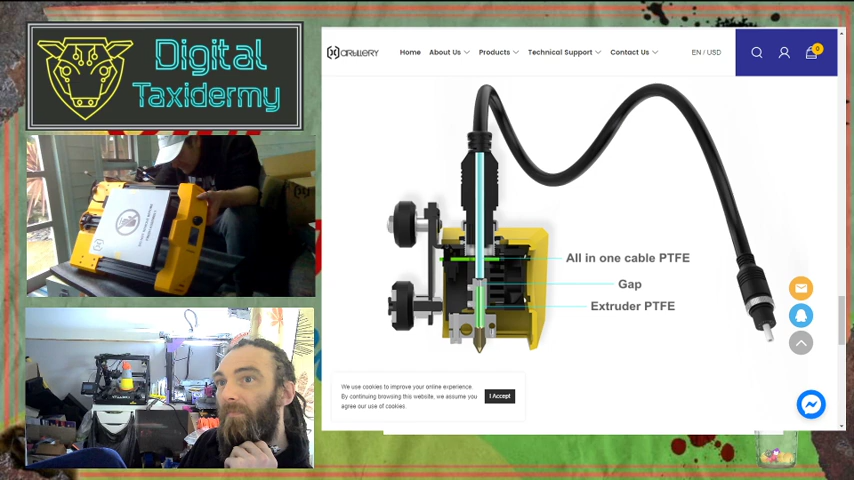 Digital
Taxidermy
ARTILLERY
Home
About Us
Products
Technical Support
Contact Us
EN / USD
0
All in one cable PTFE
Gap
Extruder PTFE
We use cookies to improve your online experience.
By continuing browsing this website, we assume you
agree our use of cookies.
I Accept